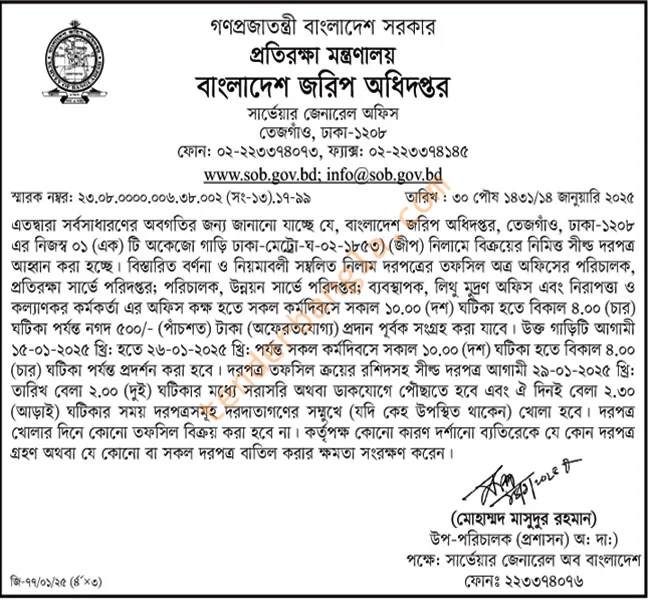 গণপ্রজাতন্ত্রী বাংলাদেশ সরকার
প্রতিরক্ষা মন্ত্রণালয়
বাংলাদেশ জরিপ অধিদপ্তর
সার্ভেয়ার জেনারেল অফিস
তেজগাঁও, ঢাকা-১২০৮
ফোন: ০২-২২৩৩৭৪০৭৩, ফ্যাক্স: ০২-২২৩৩৭৪১৪৫
www.sob.gov.bd; info@sob.gov.bd
স্মারক নম্বর: ২৩.০৮.০০০০.০০৬.৩৮.০০২ (সং-১৩).১৭-৯৯ তারিখ : ৩০ পৌষ ১৪৩১/১৪ জানুয়ারি ২০২৫
এতদ্বারা সর্বসাধারণের অবগতির জন্য জানানো যাচ্ছে যে, বাংলাদেশ জরিপ অধিদপ্তর, তেজগাঁও, ঢাকা-১২০৮
এর নিজস্ব ০১ (এক) টি অকেজো গাড়ি ঢাকা-মেট্রো-ঘ-০২-১৮৫৩) (জীপ) নিলামে বিক্রয়ের নিমিত্ত সীল্ড দরপত্র
আহ্বান করা হচ্ছে। বিস্তারিত বর্ণনা ও নিয়মাবলী সম্বলিত নিলাম দরপত্রের তফসিল অত্র অফিসের পরিচালক,
প্রতিরক্ষা সার্ভে পরিদপ্তর; পরিচালক, উন্নয়ন সার্ভে পরিদপ্তর; ব্যবস্থাপক, লিথু মুদ্রণ অফিস এবং নিরাপত্তা ও
কল্যাণকর কর্মকর্তা এর অফিস কক্ষ হতে সকল কর্মদিবসে সকাল ১০.০০ (দশ) ঘটিকা হতে বিকাল ৪.০০ (চার)
ঘটিকা পর্যন্ত নগদ ৫০০/- (পাঁচশত) টাকা (অফেরতযোগ্য) প্রদান পূর্বক সংগ্রহ করা যাবে। উক্ত গাড়িটি আগামী
১৫-০১-২০২৫ খ্রি: হতে ২৬-০১-২০২৫ খ্রি: পর্যন্ত সকল কর্মদিবসে সকাল ১০.০০ (দশ) ঘটিকা হতে বিকাল ৪.০০
(চার) ঘটিকা পর্যন্ত প্রদর্শন করা হবে। দরপত্র তফসিল ক্রয়ের রশিদসহ সীল্ড দরপত্র আগামী ২৯-০১-২০২৫ খ্রি:
তারিখ বেলা ২.০০ (দুই) ঘটিকার মধ্যে সরাসরি অথবা ডাকযোগে পৌছাতে হবে এবং ঐ দিনই বেলা ২.৩০
(আড়াই) ঘটিকার সময় দরপত্রসমূহ দরদাতাগণের সম্মুখে (যদি কেহ উপস্থিত থাকেন) খোলা হবে। দরপত্র
খোলার দিনে কোনো তফসিল বিক্রয় করা হবে না। কর্তৃপক্ষ কোনো কারণ দর্শানো ব্যতিরেকে যে কোন দরপত্র
গ্রহণ অথবা যে কোনো বা সকল দরপত্র বাতিল করার ক্ষমতা সংরক্ষণ করেন।
(মোহাম্মদ মাসুদুর রহমান)
উপ-পরিচালক (প্রশাসন) অ: দা:)
পক্ষে: সার্ভেয়ার জেনারেল অব বাংলাদেশ
ফোনঃ ২২৩৩৭৪০৭৬
জি-৭৭/০১/২৫ (৪˝×৩)
tenderbangla.com